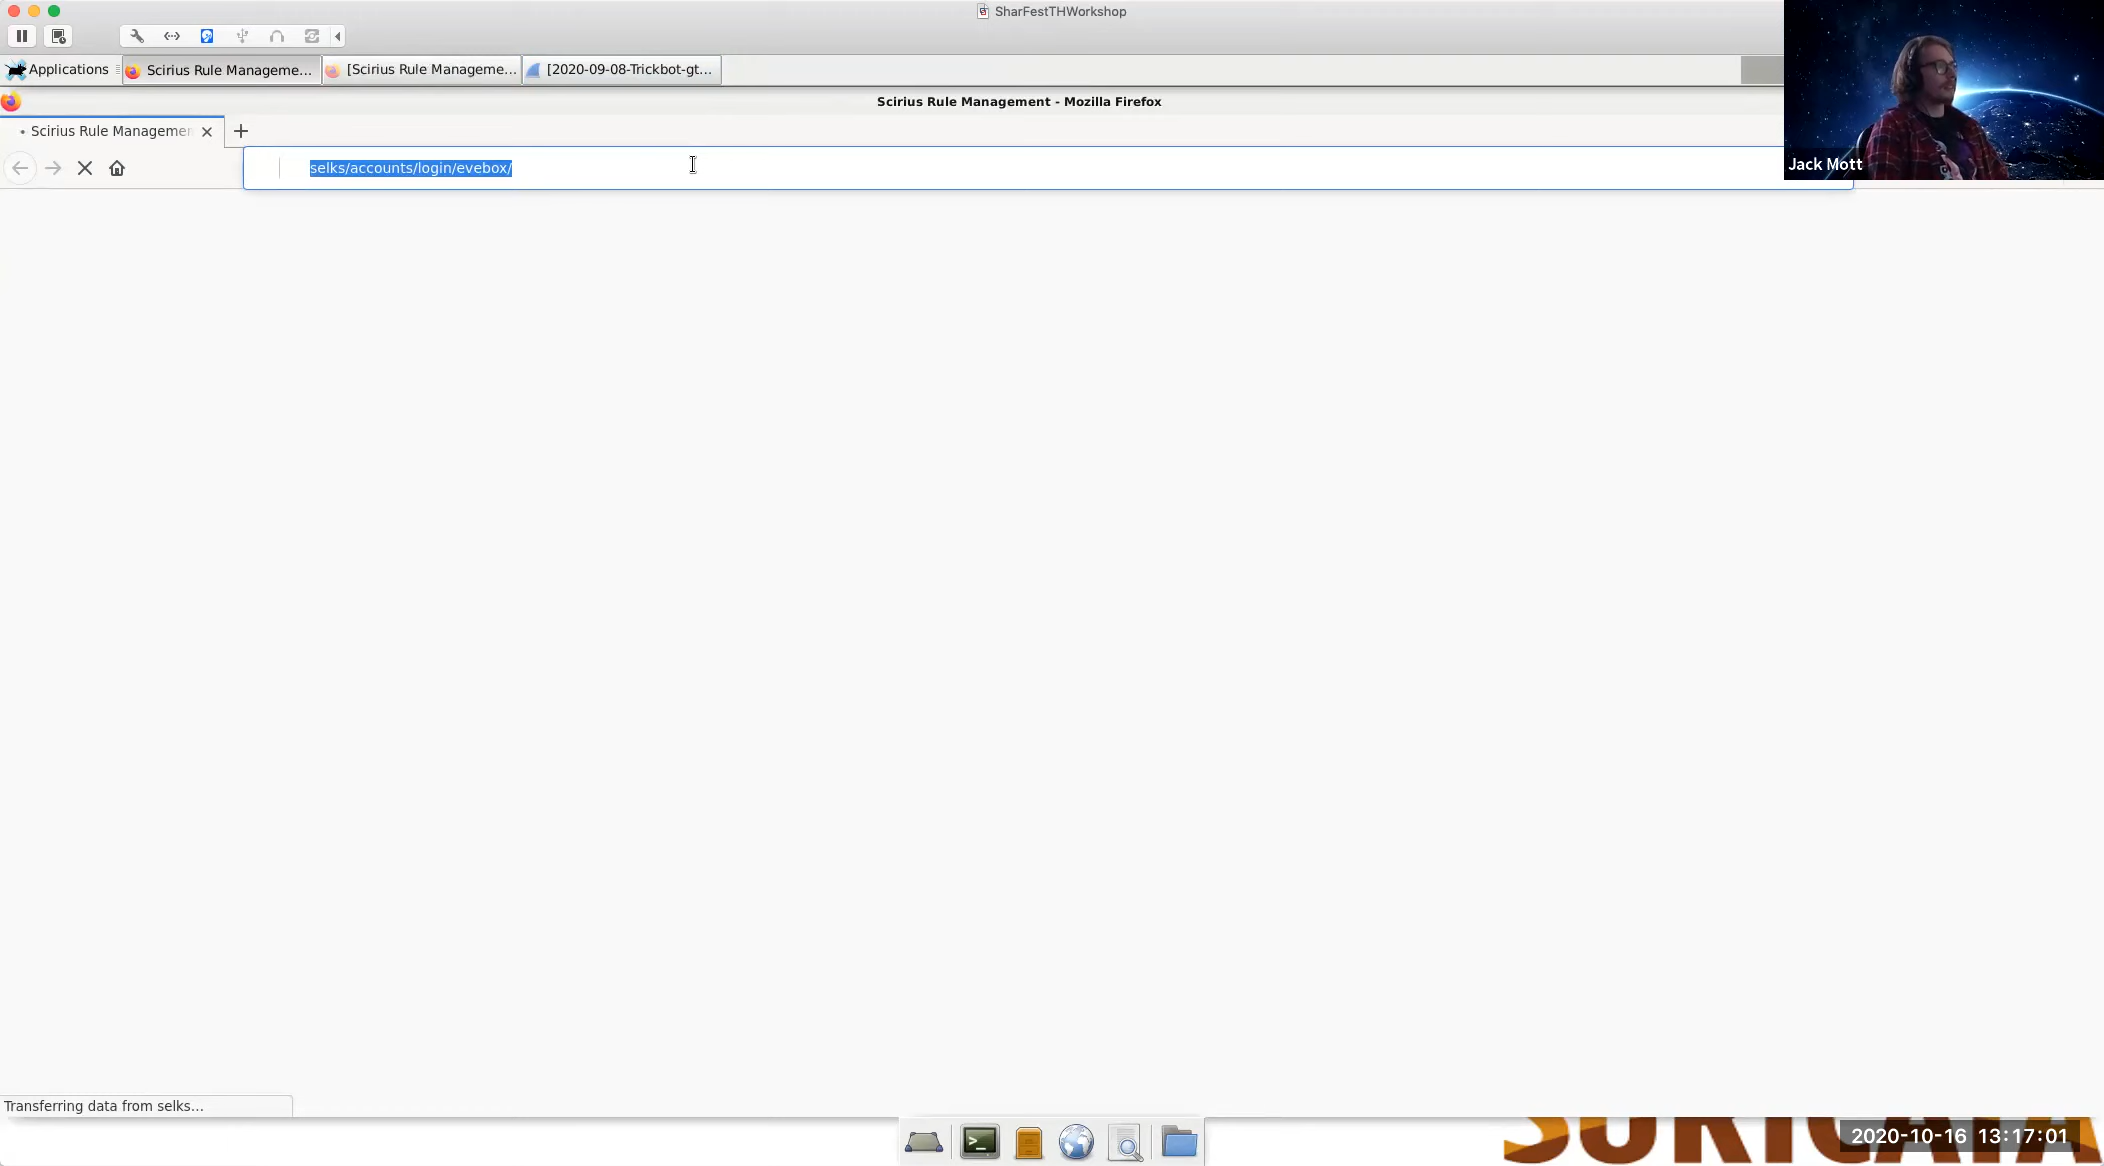 SharFestTHWorkshop
Applications
Scirius Rule Manageme...
[Scirius Rule Manageme...
[2020-09-08-Trickbot-gt...
Scirius Rule Management - Mozilla Firefox
Scirius Rule Managemen
selks/accounts/login/evebox/
Jack Mott
Transferring data from selks...
SURICATA
2020-10-16 13:17:01